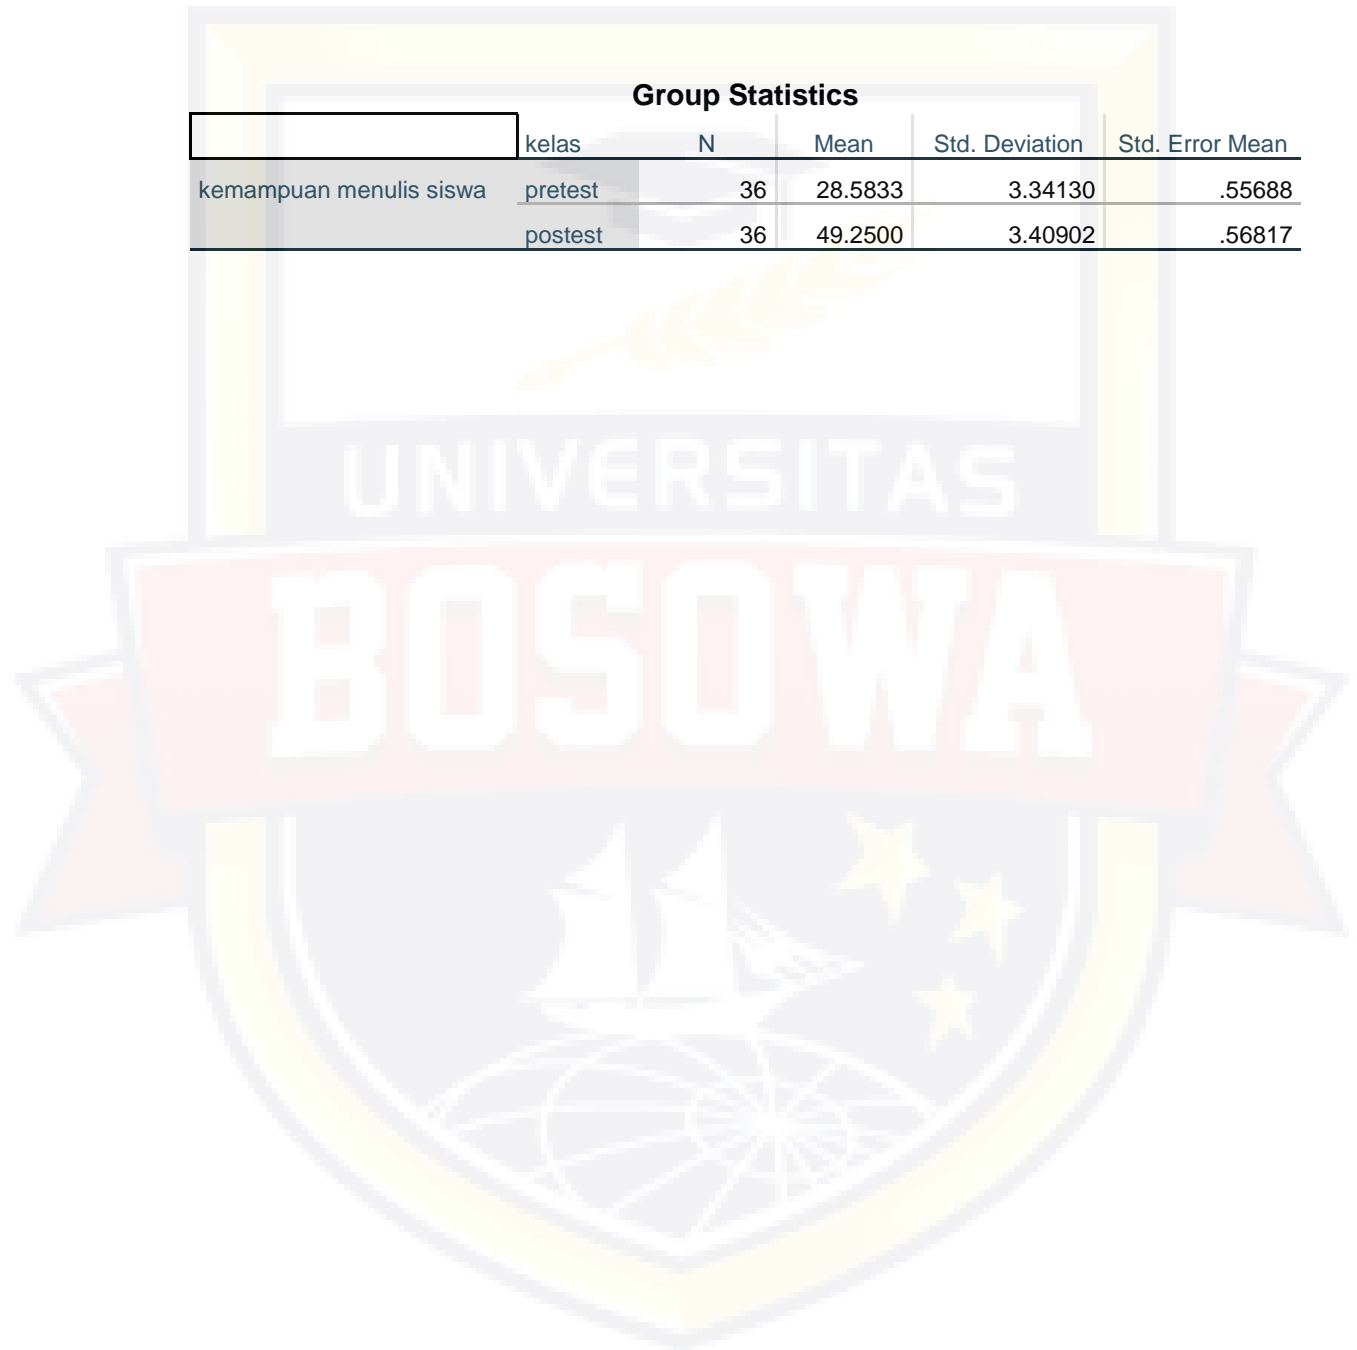 Group Statistics
kelas N Mean Std. Deviation Std. Error Mean
kemampuan menulis siswa pretest 36 28.5833 3.34130 .55688
postest 36 49.2500 3.40902 .56817
UNIVERSITAS
BOSOWA